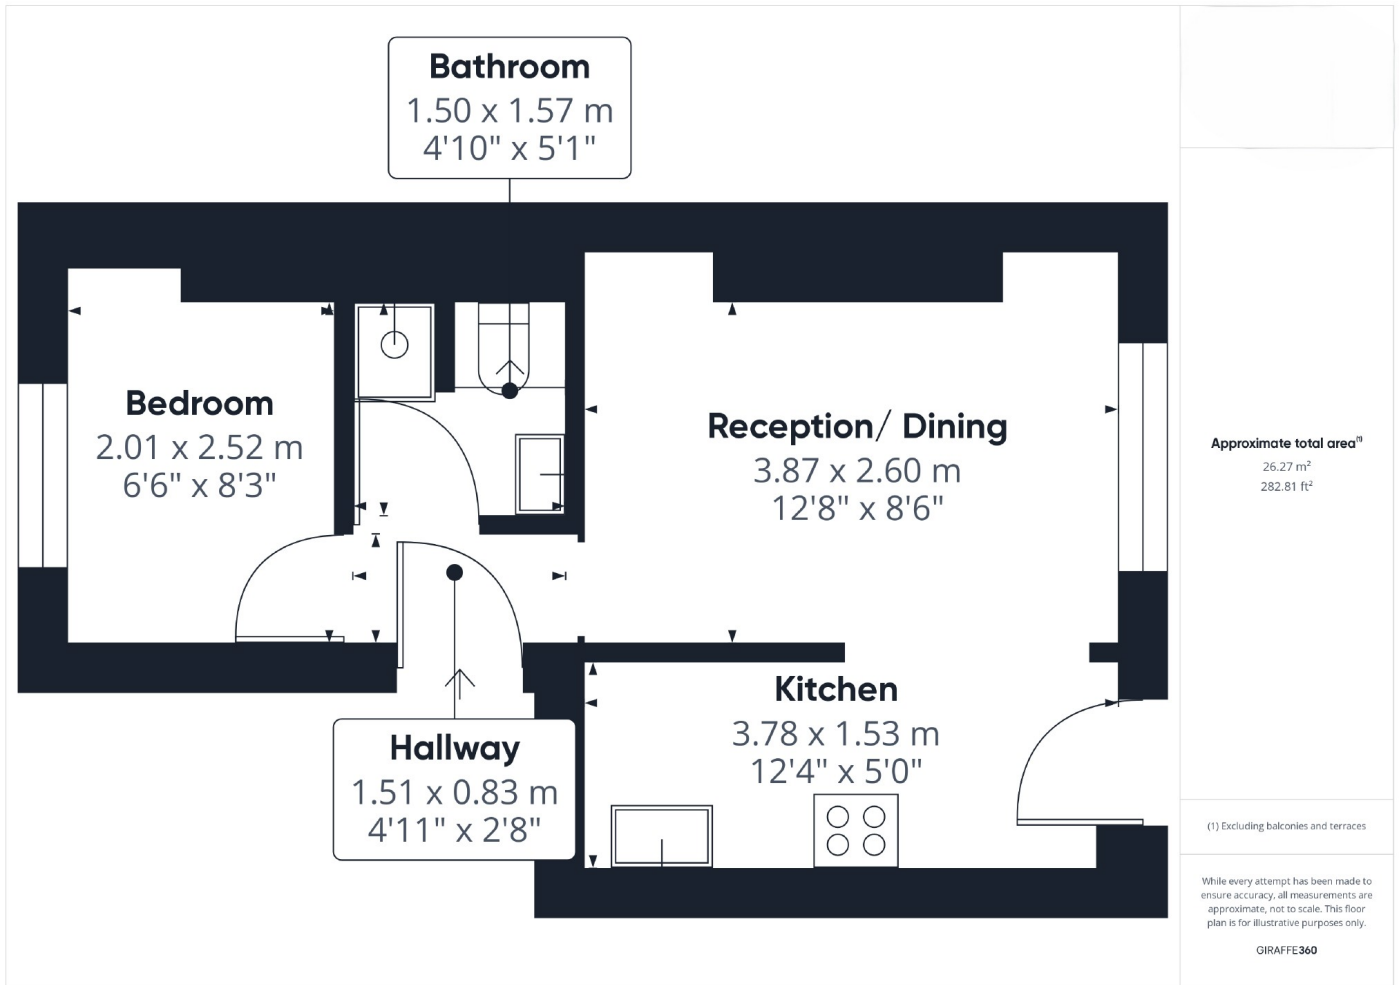 Bathroom
1.50 x 1.57 m
4'10" x 5'1"
Bedroom
2.01 x 2.52 m
6'6" x 8'3"
Reception/ Dining
3.87 x 2.60 m
12'8" x 8'6"
Kitchen
3.78 x 1.53 m
12'4" x 5'0"
Hallway
1.51 x 0.83 m
4'11" x 2'8"
Approximate total area⁽¹⁾
26.27 m²
282.81 ft²
(1) Excluding balconies and terraces
While every attempt has been made to
ensure accuracy, all measurements are
approximate, not to scale. This floor
plan is for illustrative purposes only.
GIRAFFE360